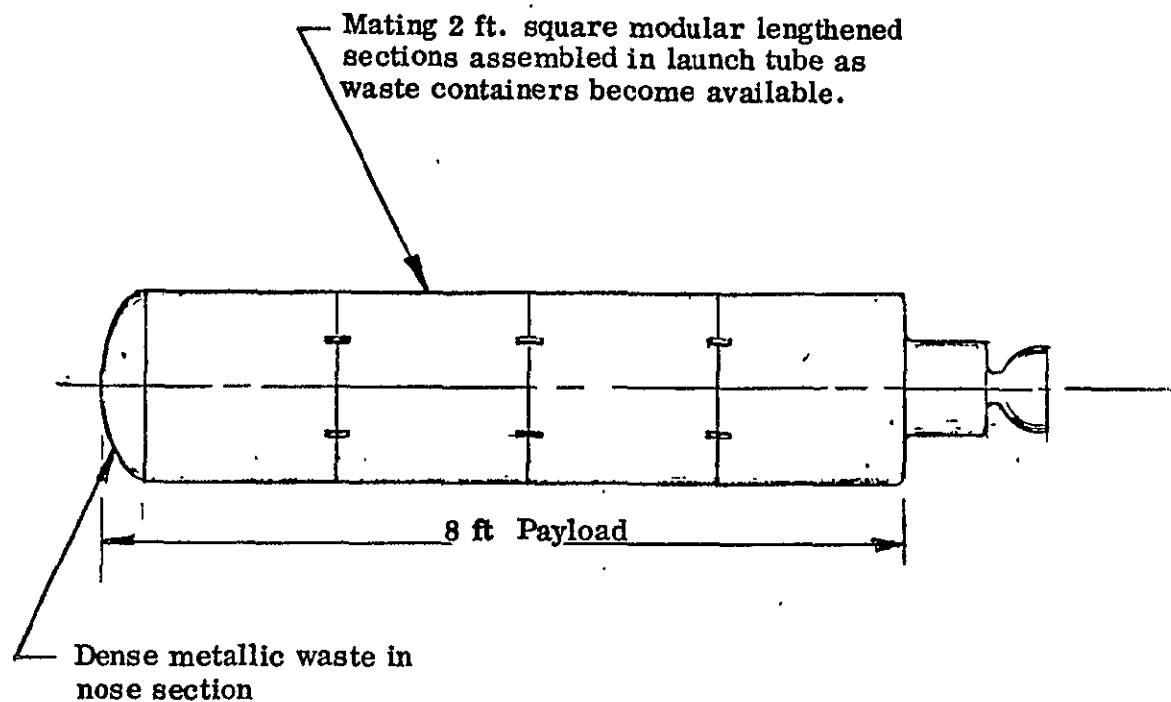 Mating 2 ft. square modular lengthened
sections assembled in launch tube as
waste containers become available.
8 ft Payload
Dense metallic waste in
nose section